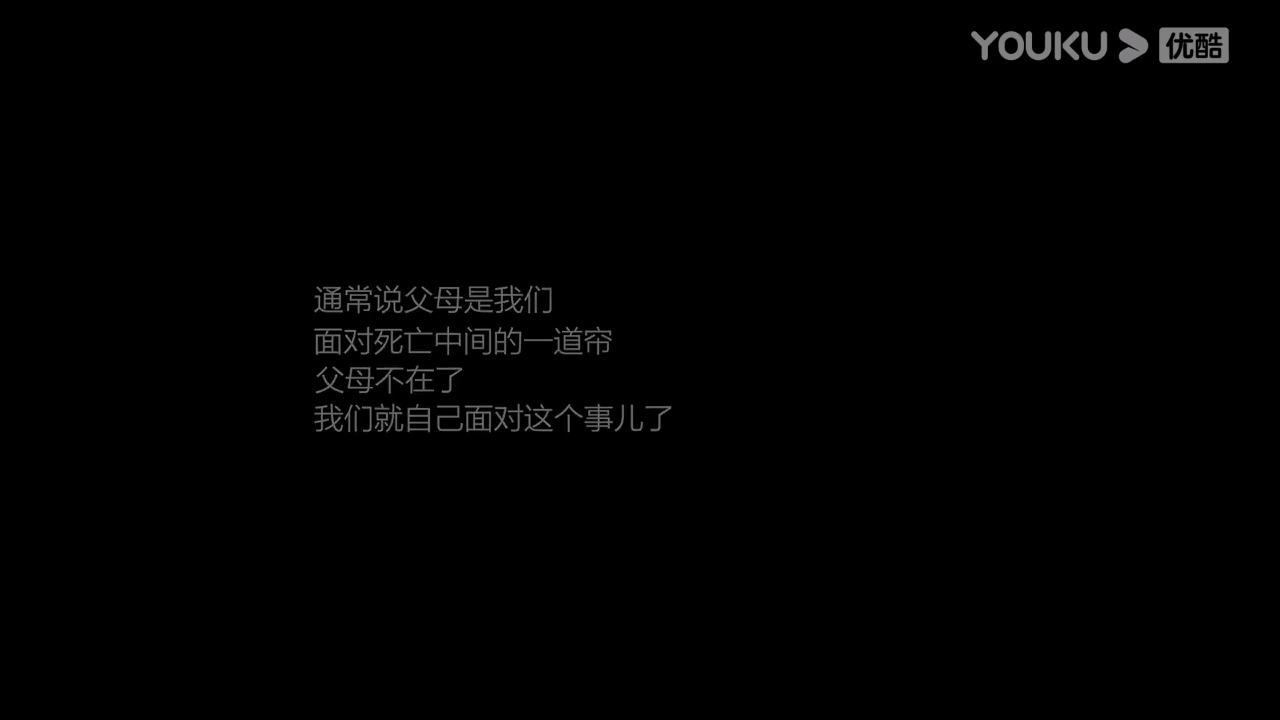 YOUKU 优酷
通常说父母是我们
面对死亡中间的一道帘
父母不在了
我们就自己面对这个事儿了